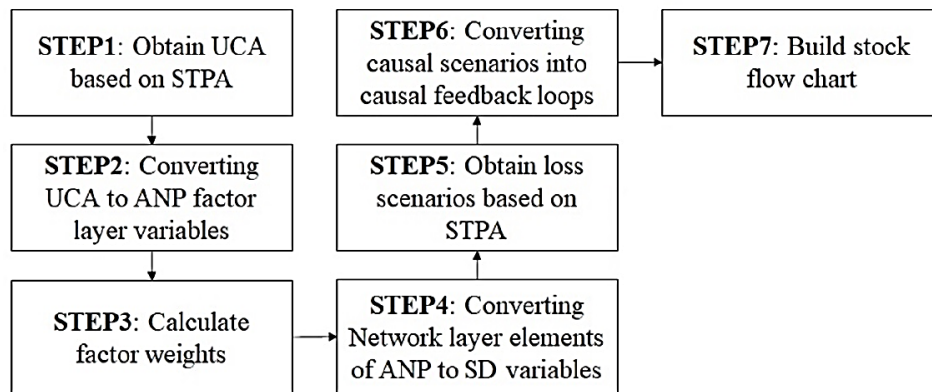 STEP1: Obtain UCA
based on STPA
STEP2: Converting
UCA to ANP factor
layer variables
STEP3: Calculate
factor weights
STEP4: Converting
Network layer elements
of ANP to SD variables
STEP5: Obtain loss
scenarios based on
STPA
STEP6: Converting
causal scenarios into
causal feedback loops
STEP7: Build stock
flow chart